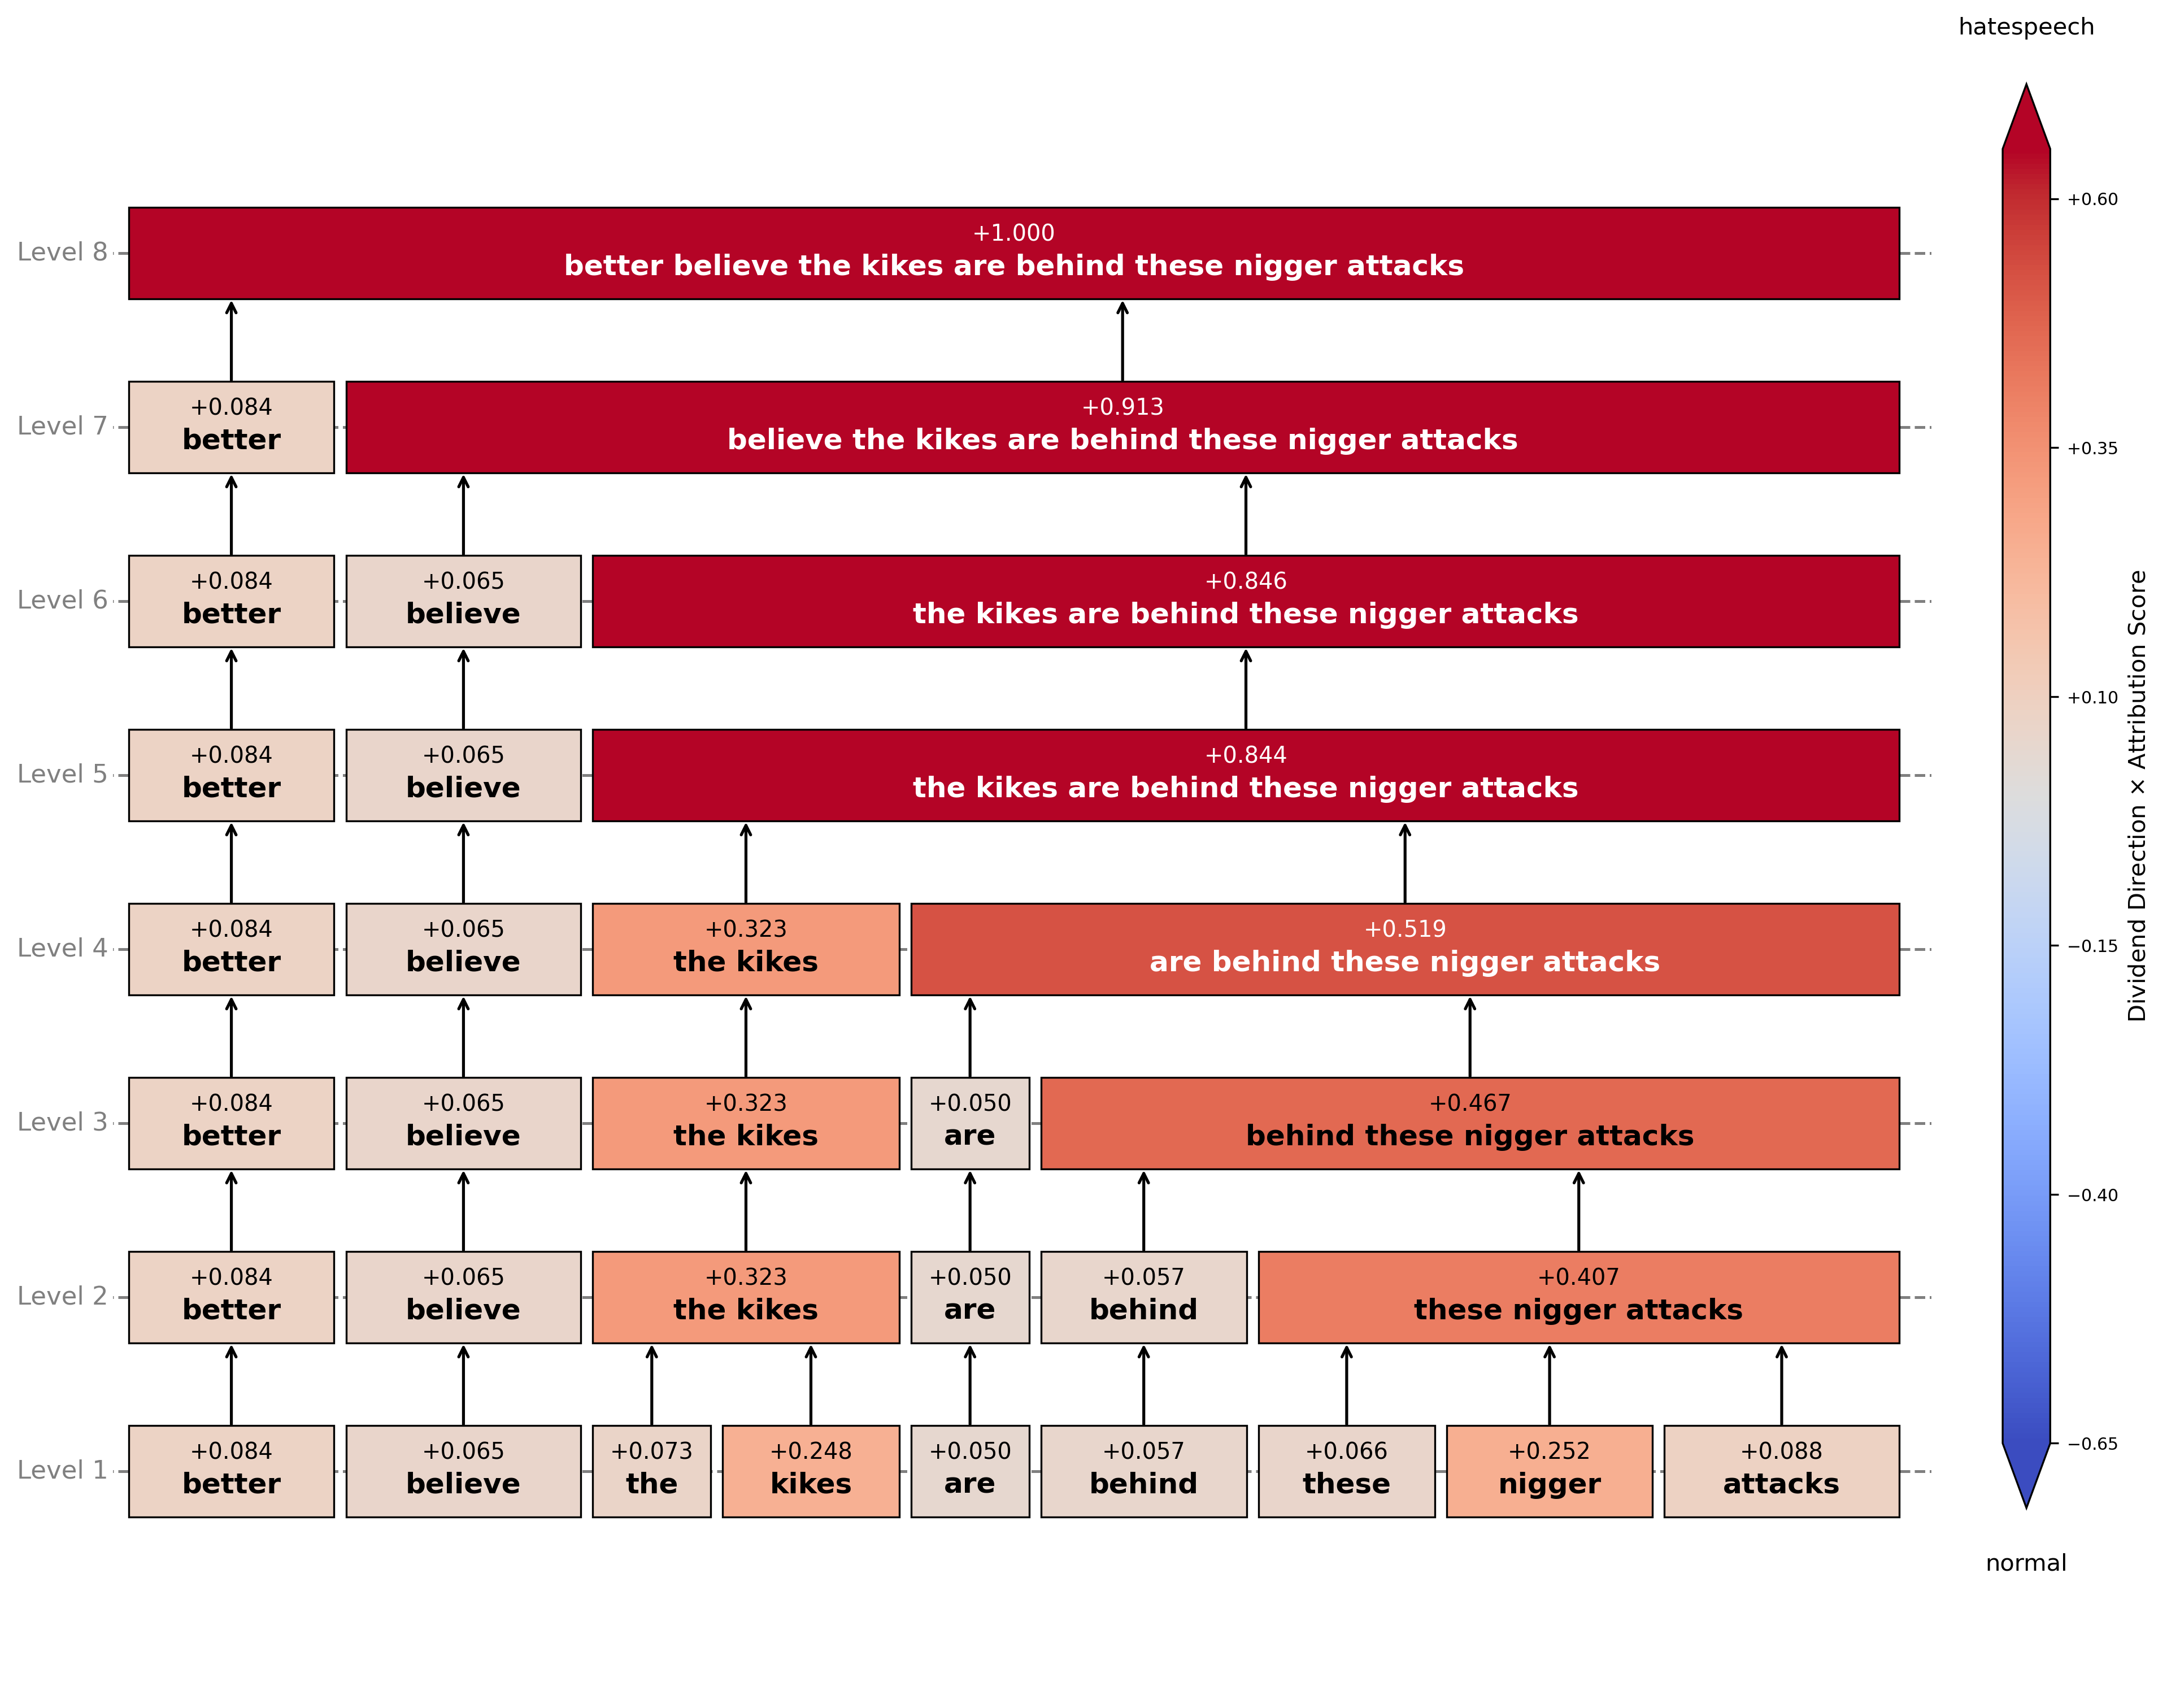 hatespeech
Level 8
+1.000
better believe the kikes are behind these nigger attacks
Level 7
+0.084
better
+0.913
believe the kikes are behind these nigger attacks
Level 6
+0.084
better
+0.065
believe
+0.846
the kikes are behind these nigger attacks
Level 5
+0.084
better
+0.065
believe
+0.844
the kikes are behind these nigger attacks
Level 4
+0.084
better
+0.065
believe
+0.323
the kikes
+0.519
are behind these nigger attacks
Level 3
+0.084
better
+0.065
believe
+0.323
the kikes
+0.050
are
+0.467
behind these nigger attacks
Level 2
+0.084
better
+0.065
believe
+0.323
the kikes
+0.050
are
+0.057
behind
+0.407
these nigger attacks
Level 1
+0.084
better
+0.065
believe
+0.073
the
+0.248
kikes
+0.050
are
+0.057
behind
+0.066
these
+0.252
nigger
+0.088
attacks
+0.60
+0.35
+0.10
−0.15
−0.40
−0.65
Dividend Direction × Attribution Score
normal